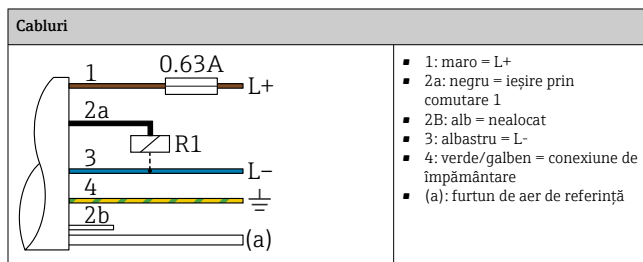 Cabluri
1 0.63A L+
2a
R1
3 L–
4
2b
(a)
▪ 1: maro = L+
▪ 2a: negru = ieșire prin
comutare 1
▪ 2B: alb = nealocat
▪ 3: albastru = L-
▪ 4: verde/galben = conexiune de
împământare
▪ (a): furtun de aer de referință